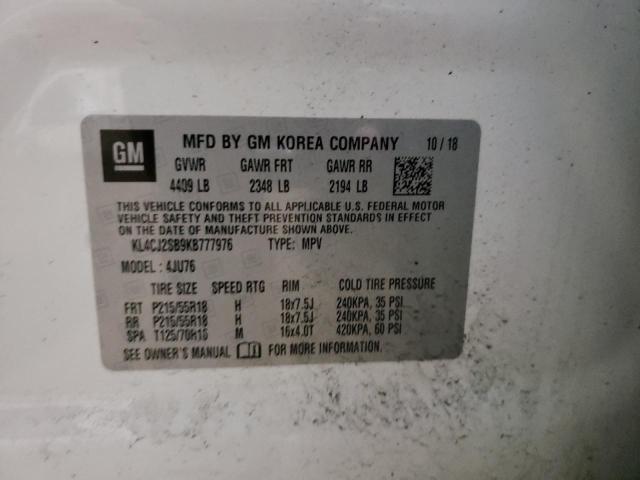 GM MFD BY GM KOREA COMPANY 10 / 18
GVWR GAWR FRT GAWR RR
4409 LB 2348 LB 2194 LB
THIS VEHICLE CONFORMS TO ALL APPLICABLE U.S. FEDERAL MOTOR
VEHICLE SAFETY AND THEFT PREVENTION STANDARDS IN EFFECT
ON THE DATE OF MANUFACTURE SHOWN ABOVE.
KL4CJ2SB9KB777976 TYPE: MPV
MODEL : 4JU76
TIRE SIZE SPEED RTG RIM COLD TIRE PRESSURE
FRT P215/55R18 H 18x7.5J 240KPA, 35 PSI
RR P215/55R18 H 18x7.5J 240KPA, 35 PSI
SPA T125/70R16 M 16x4.0T 420KPA, 60 PSI
SEE OWNER'S MANUAL FOR MORE INFORMATION.